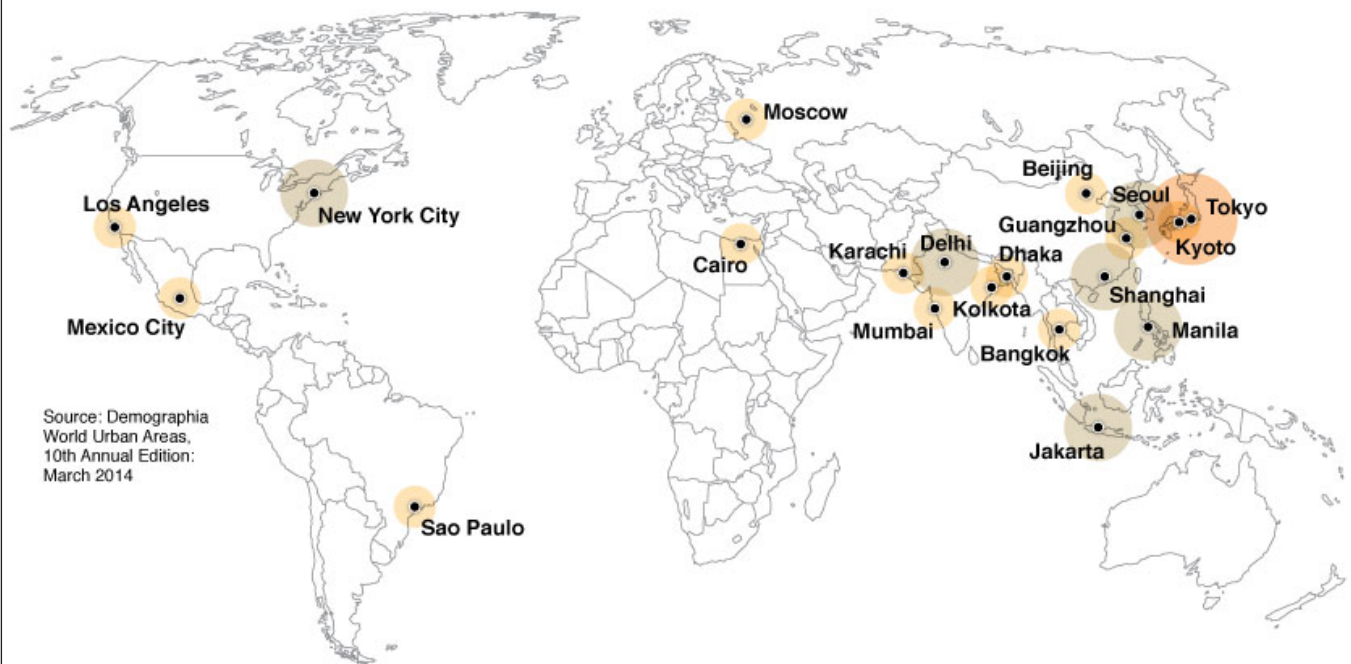 Moscow
Beijing
Seoul
Los Angeles
Tokyo
New York City
Guangzhou
Karachi
Delhi
Dhaka
Kyoto
Cairo
Shanghai
Kolkota
Mexico City
Mumbai
Manila
Bangkok
Source: Demographia
World Urban Areas,
10th Annual Edition:
March 2014
Jakarta
Sao Paulo